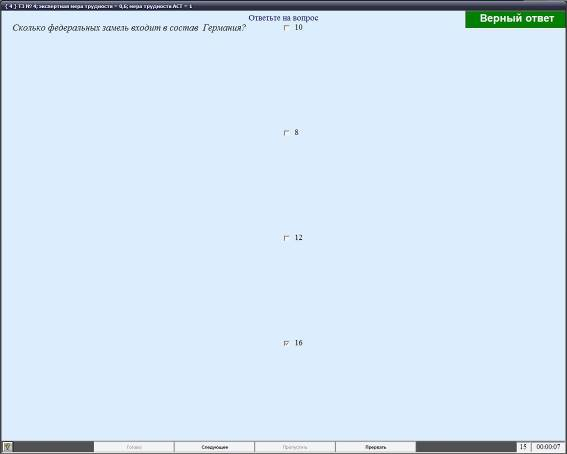 ( 4 ) ТЗ № 4; экспертная мера трудности = 0,6; мера трудности АСТ = 1
Ответьте на вопрос
Верный ответ
Сколько федеральных замель входит в состав Германия?
10
8
12
16
Готово
Следующее
Пропустить
Прервать
15
00:00:07